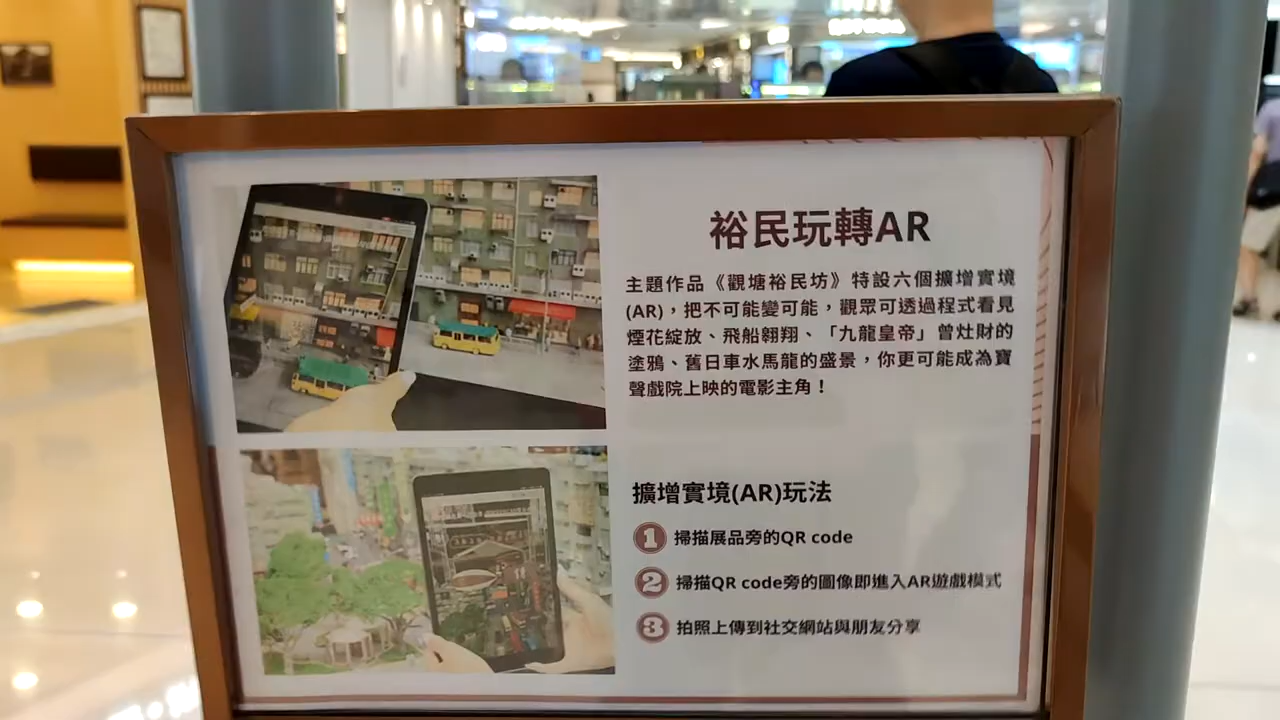 裕民玩轉AR
主題作品《觀塘裕民坊》特設六個擴增實境
(AR)，把不可能變可能，觀眾可透過程式看見
煙花綻放、飛船翱翔、「九龍皇帝」曾灶財的
塗鴉、舊日車水馬龍的盛景，你更可能成為寶
聲戲院上映的電影主角！
擴增實境(AR)玩法
1 掃描展品旁的QR code
2 掃描QR code旁的圖像即進入AR遊戲模式
3 拍照上傳到社交網站與朋友分享